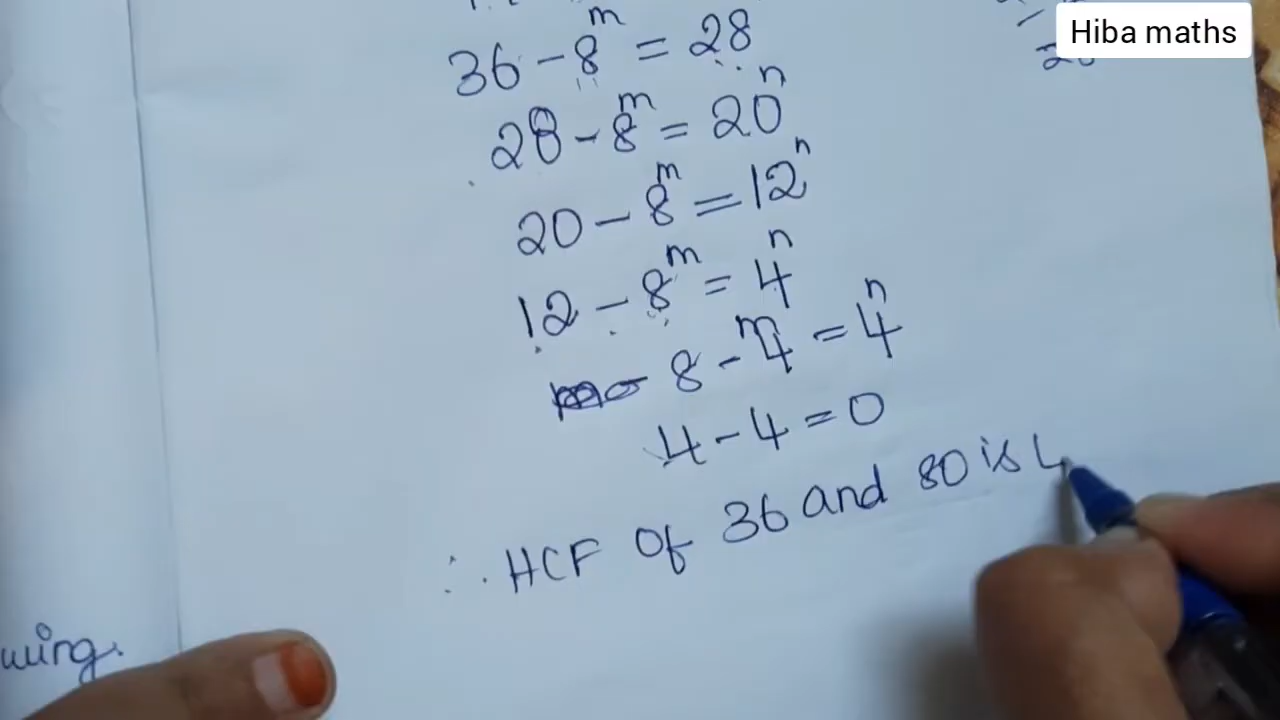 Hiba maths
36 - 8^m = 28
28 - 8^m = 20^n
20 - 8^m = 12^n
12 - 8^m = 4^n
8 - 4^m = 4^n
4 - 4 = 0
∴ HCF of 36 and 80 is
wing.